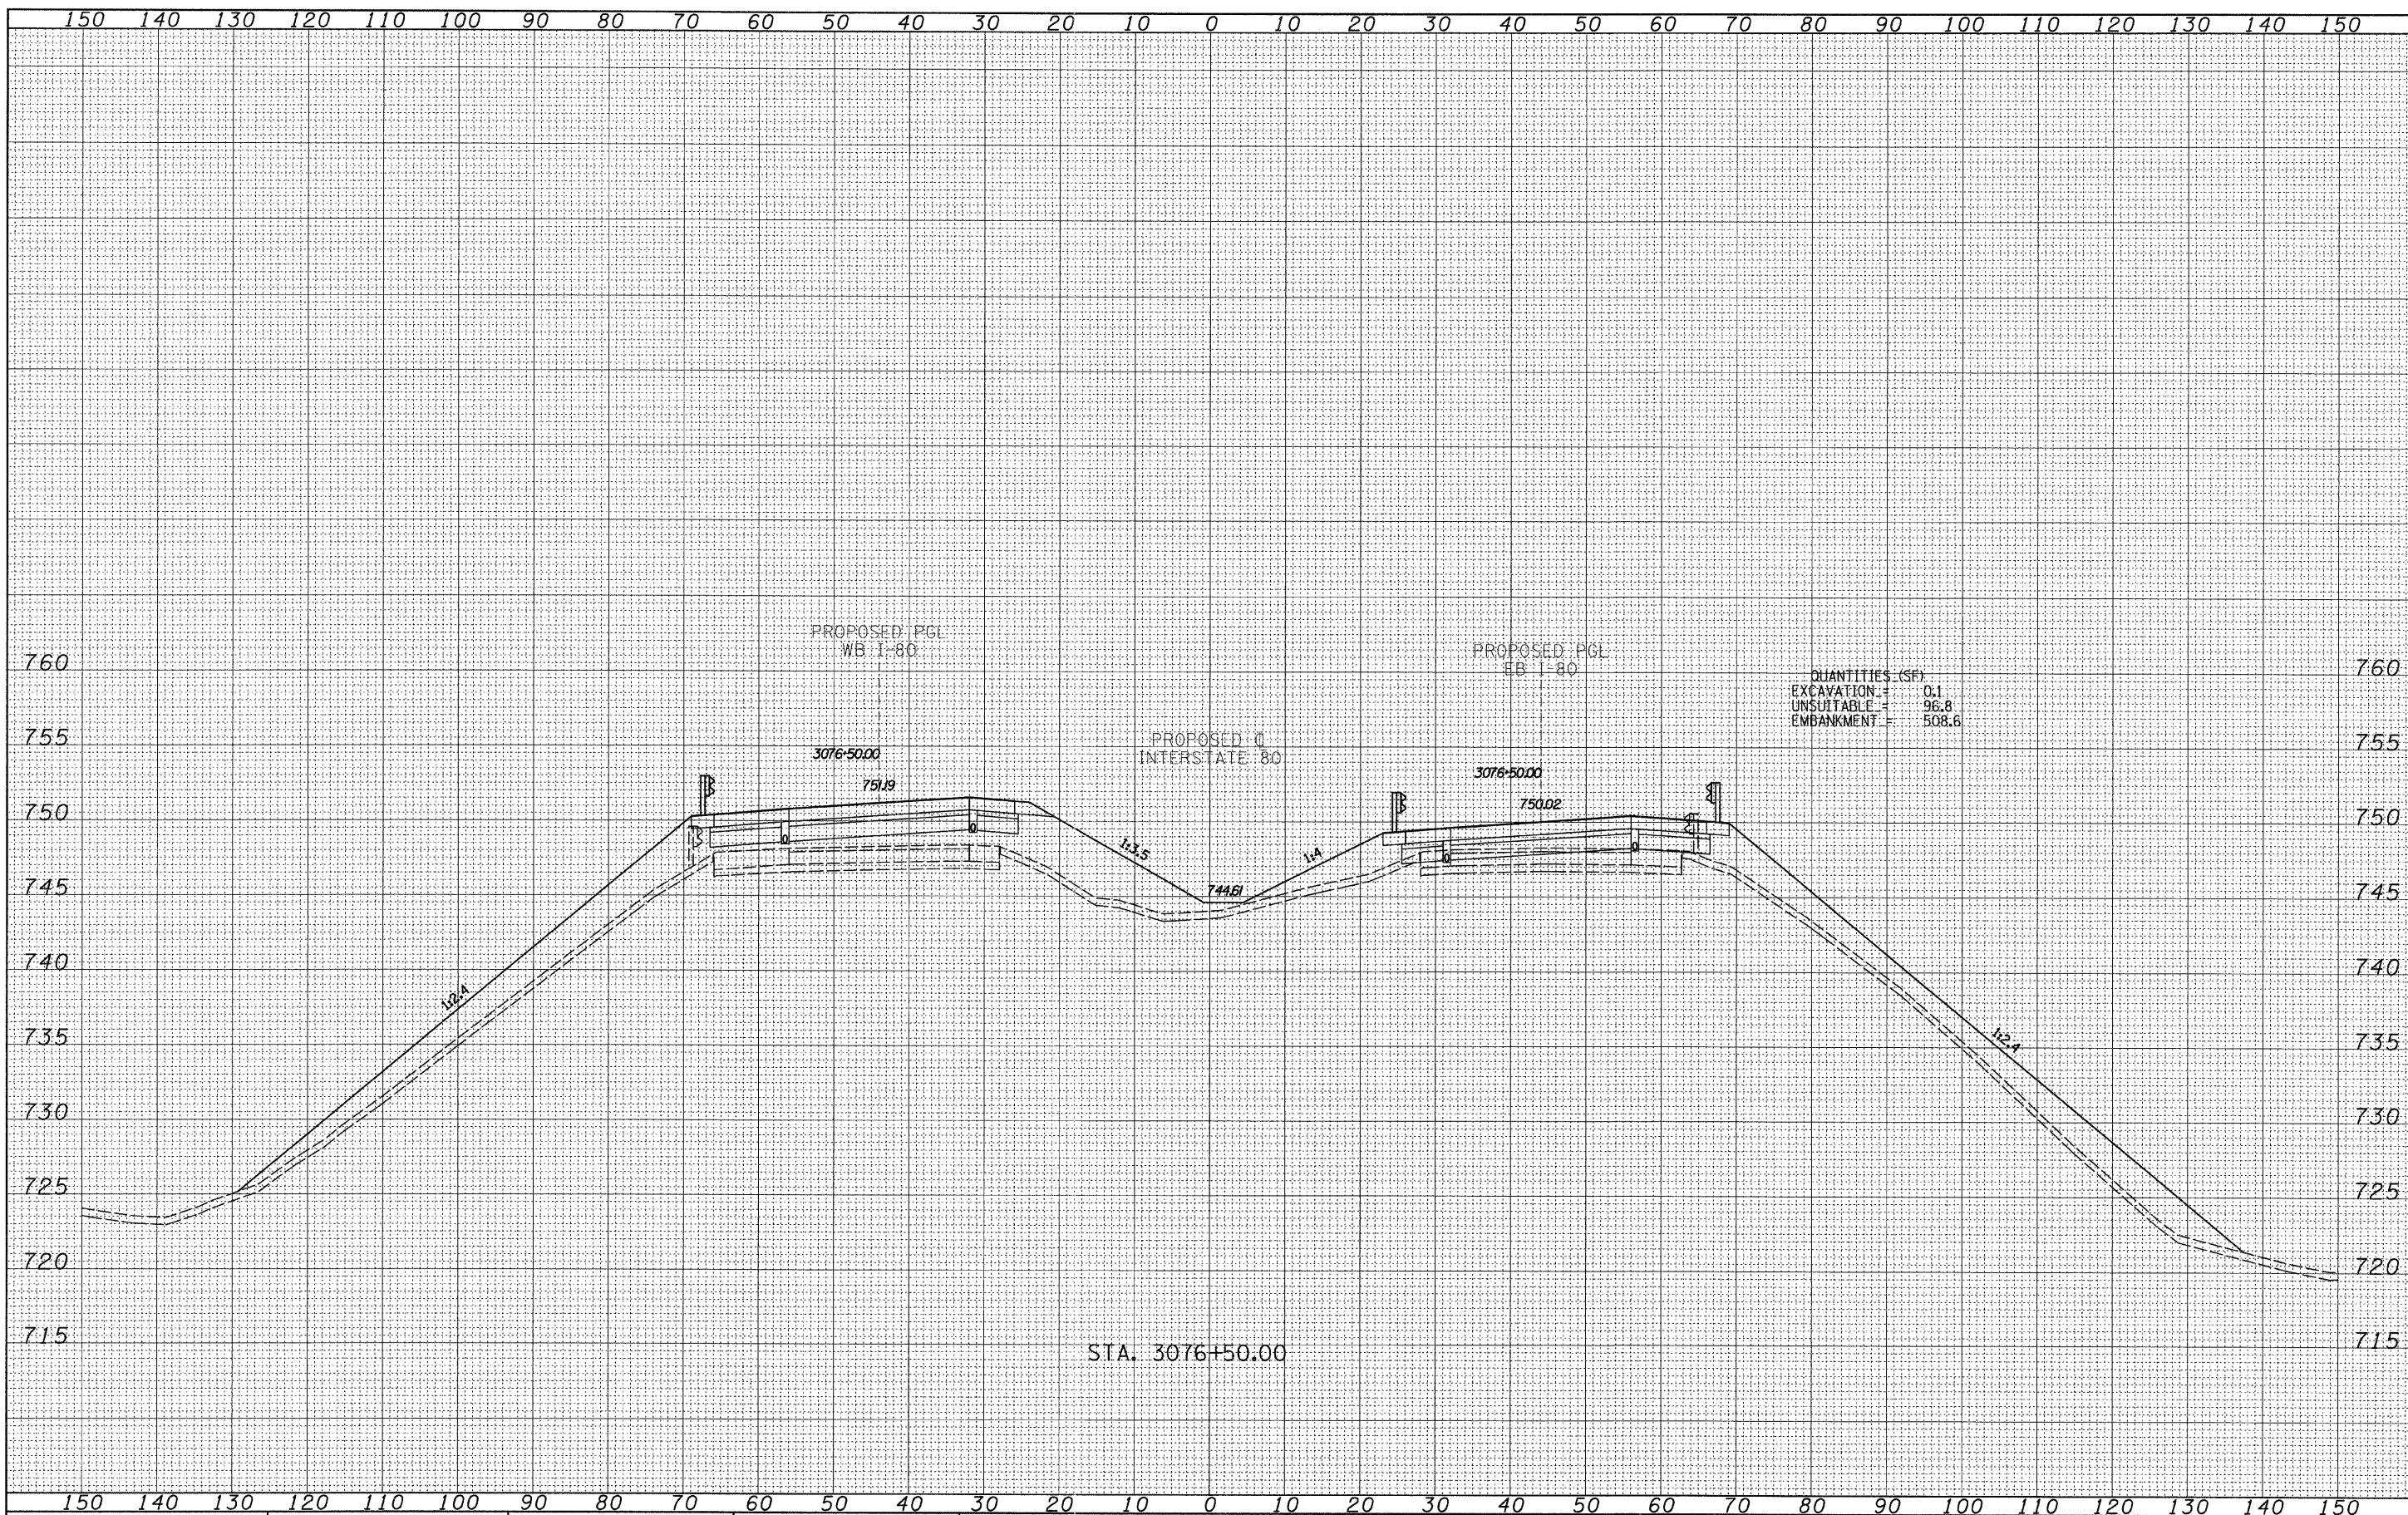 150 140 130 120 110 100 90 80 70 60 50 40 30 20 10 0 10 20 30 40 50 60 70 80 90 100 110 120 130 140 150
PROPOSED PGL
WB I-80
PROPOSED PGL
EB I-80
760 760
QUANTITIES (SF)
EXCAVATION = 0.1
UNSUITABLE = 96.8
EMBANKMENT = 508.6
755 755
PROPOSED ℄
INTERSTATE 80
3076+50.00
3076+50.00
751.19
750.02
750 750
1:3.5
1:4
744.61
745 745
740 740
1:2.4
1:2.4
735 735
730 730
725 725
720 720
715 715
STA. 3076+50.00
150 140 130 120 110 100 90 80 70 60 50 40 30 20 10 0 10 20 30 40 50 60 70 80 90 100 110 120 130 140 150